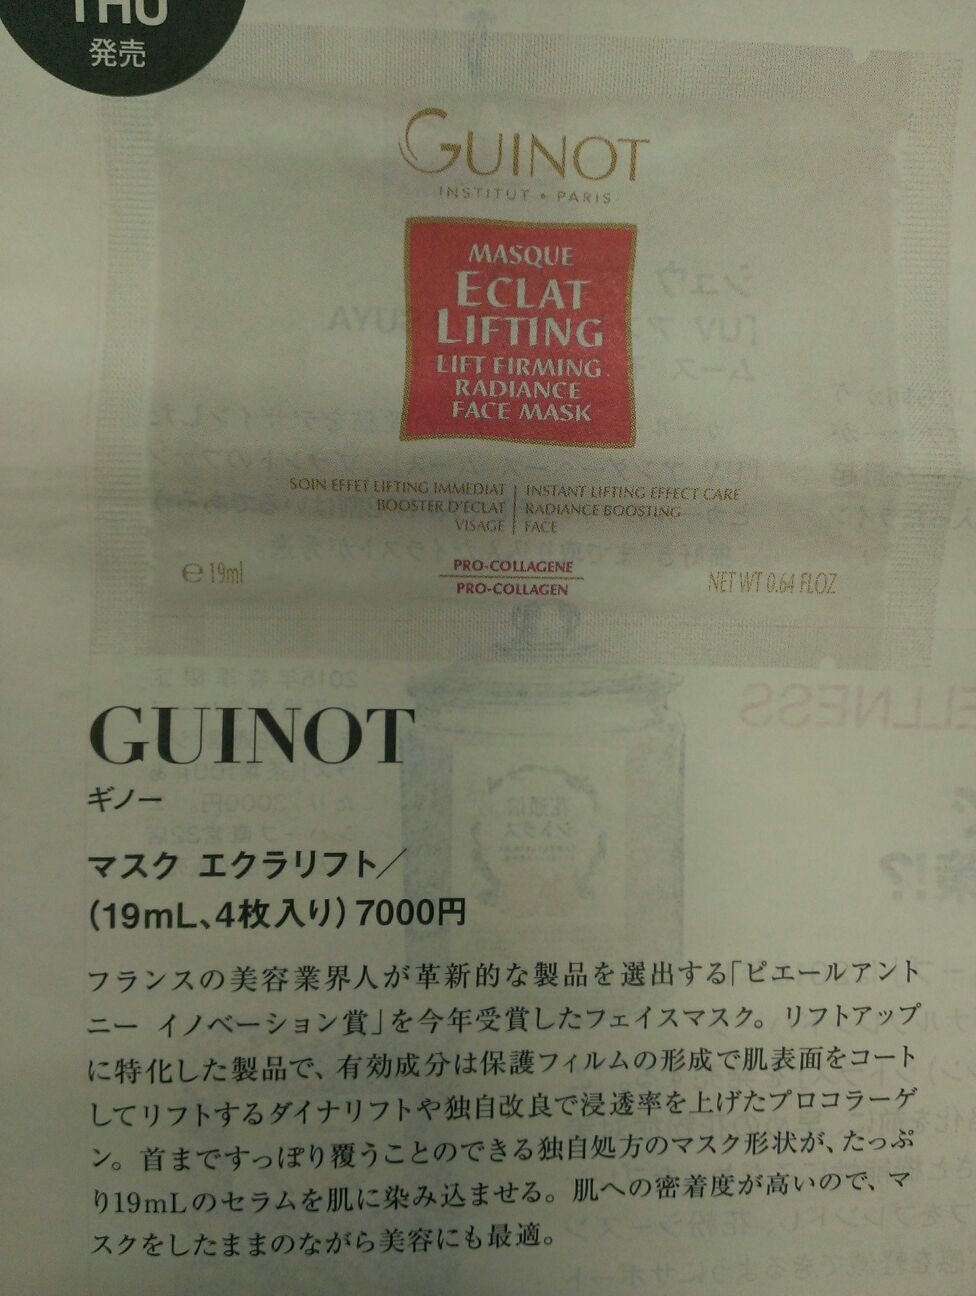 THU
発売
GUINOT
INSTITUT • PARIS
MASQUE
ECLAT
LIFTING
LIFT FIRMING
RADIANCE
FACE MASK
SOIN EFFET LIFTING IMMEDIAT
BOOSTER D'ECLAT
VISAGE
INSTANT LIFTING EFFECT CARE
RADIANCE BOOSTING
FACE
℮ 19ml
PRO-COLLAGENE
PRO-COLLAGEN
NET WT 0.64 FLOZ
GUINOT
ギノー
マスク エクラリフト／
（19mL、4枚入り）7000円
フランスの美容業界人が革新的な製品を選出する「ピエールアント
ニー イノベーション賞」を今年受賞したフェイスマスク。リフトアップ
に特化した製品で、有効成分は保護フィルムの形成で肌表面をコート
してリフトするダイナリフトや独自改良で浸透率を上げたプロコラーゲ
ン。首まですっぽり覆うことのできる独自処方のマスク形状が、たっぷ
り19mLのセラムを肌に染み込ませる。肌への密着度が高いので、マ
スクをしたままのながら美容にも最適。